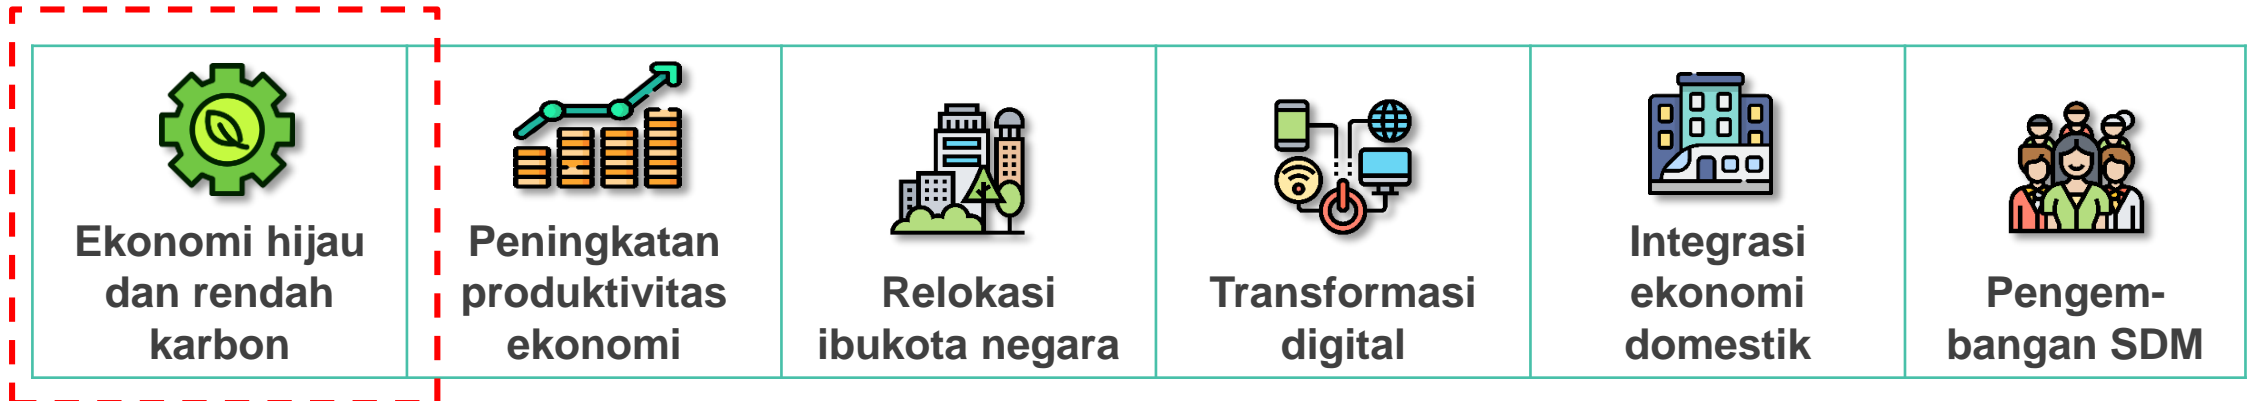 Ekonomi hijau
dan rendah
karbon
Peningkatan
produktivitas
ekonomi
Relokasi
ibukota negara
Transformasi
digital
Integrasi
ekonomi
domestik
Pengem-
bangan SDM